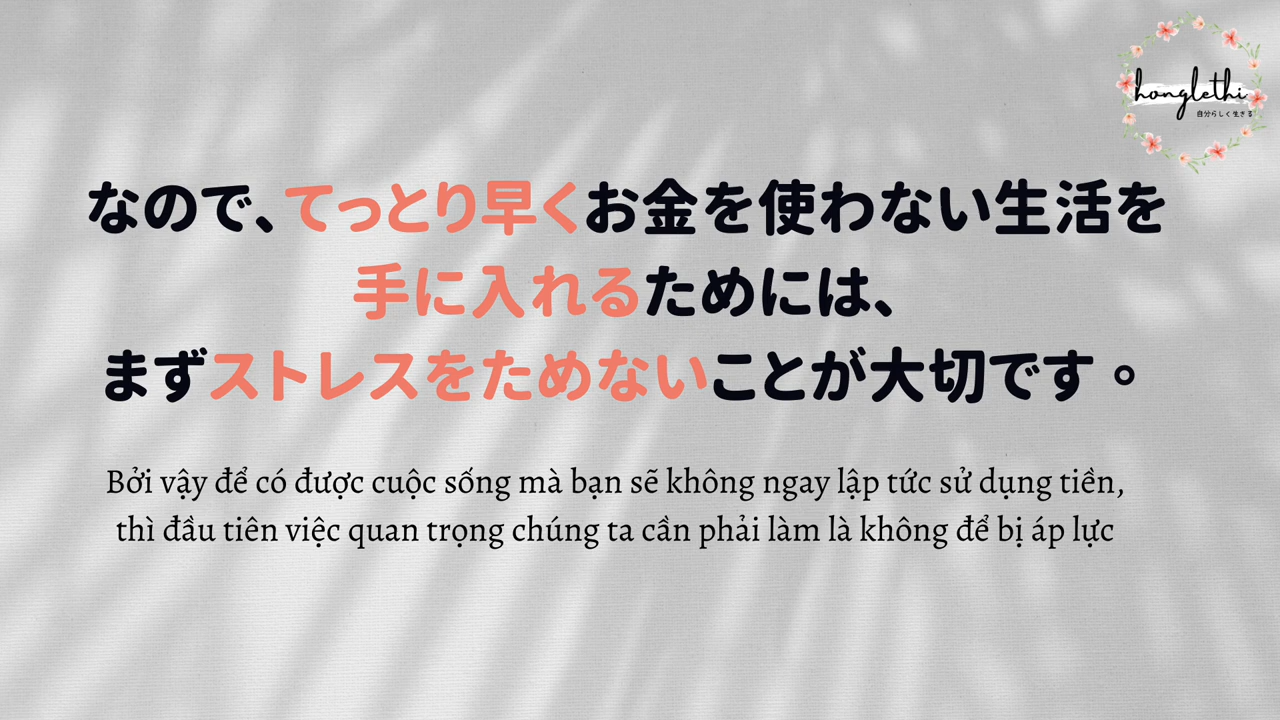 honglethi
自分らしく生きる
なので、てっとり早くお金を使わない生活を
手に入れるためには、
まずストレスをためないことが大切です。
Bởi vậy để có được cuộc sống mà bạn sẽ không ngay lập tức sử dụng tiền,
thì đầu tiên việc quan trọng chúng ta cần phải làm là không để bị áp lực